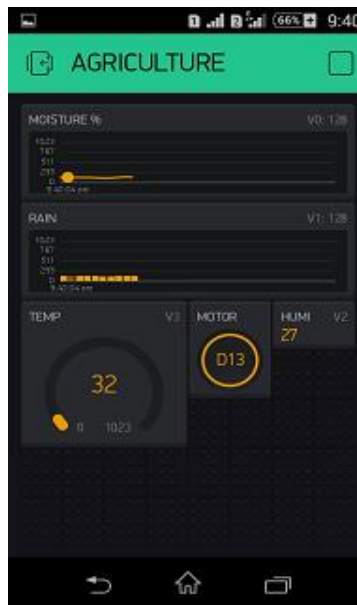 1 2 66% 9:40
AGRICULTURE
MOISTURE % V0: 128
1023
767
511
255
0
9:40:04 pm
RAIN V1: 128
1023
767
511
255
0
9:40:04 pm
TEMP V3
32
0 1023
MOTOR
D13
HUMI V2
27